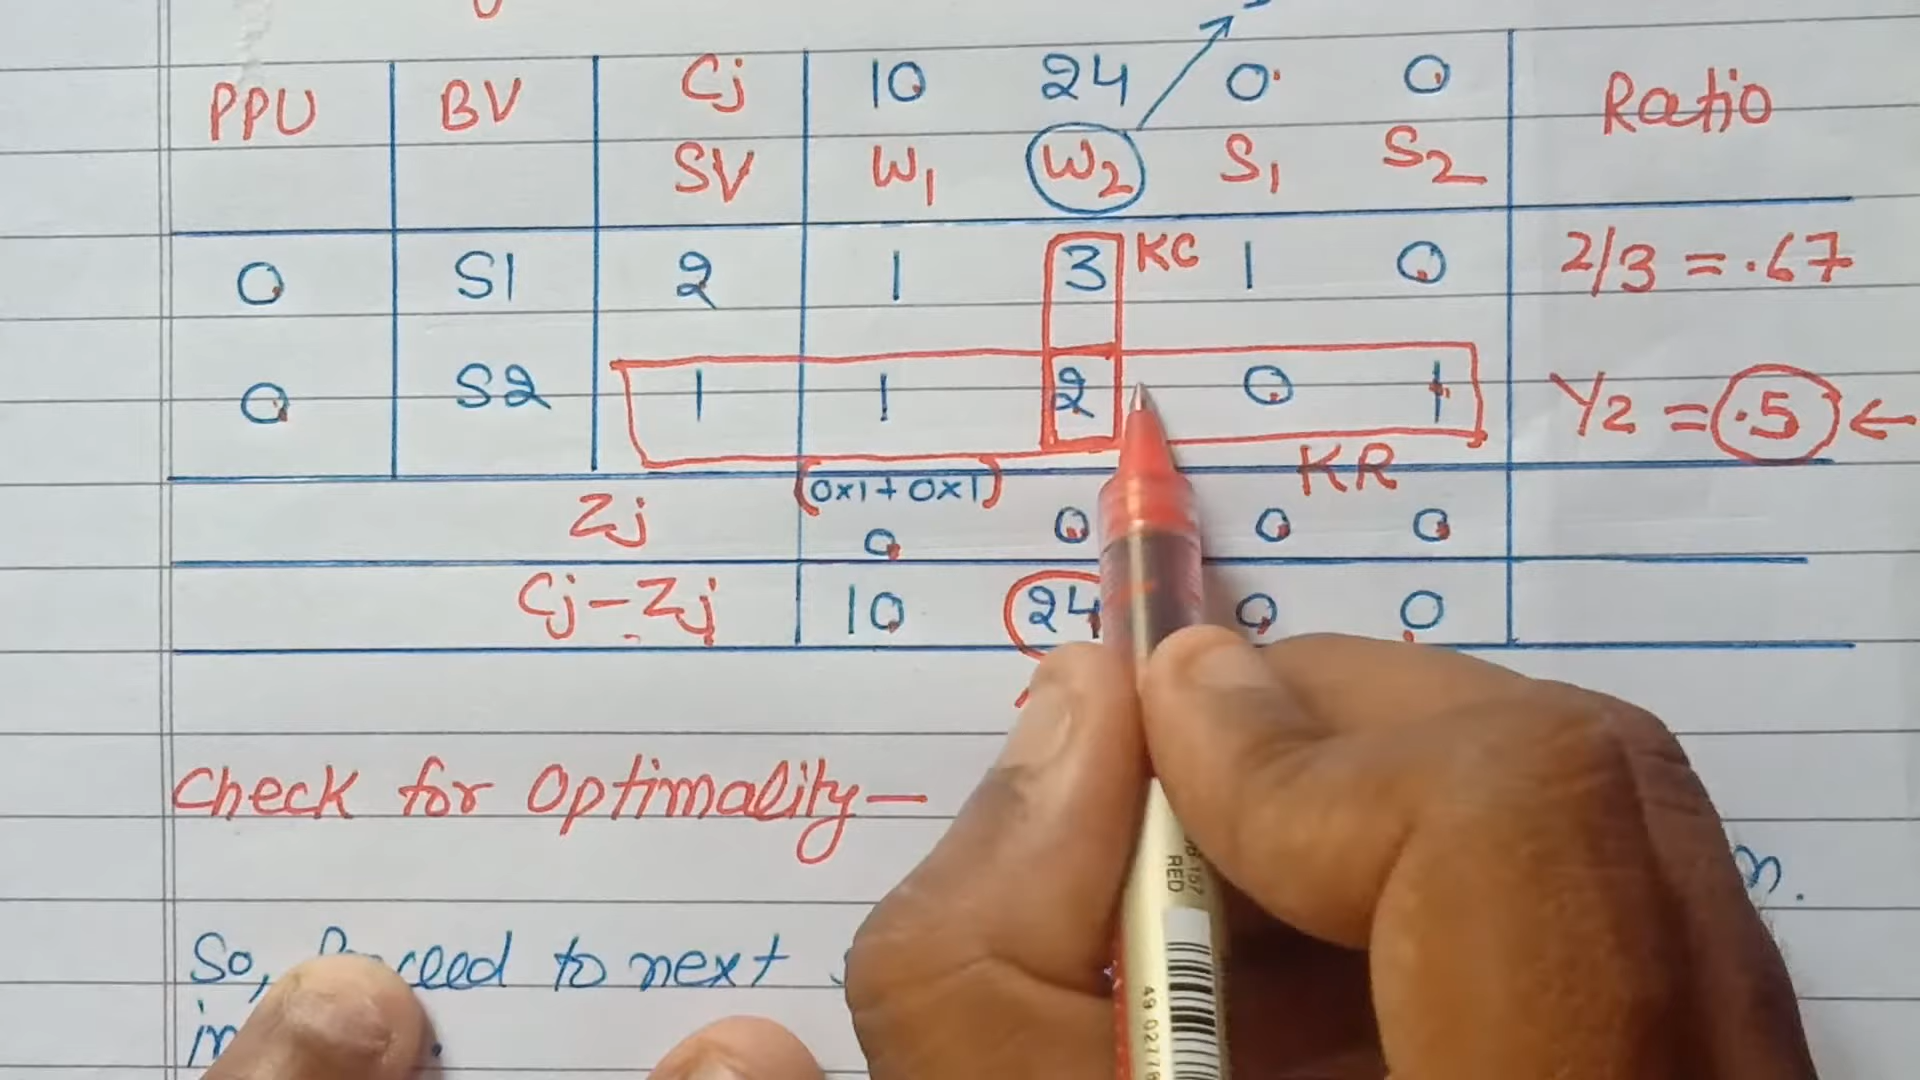 PPU BV Cj 10 24 0 0 Ratio
SV W1 W2 S1 S2
0 S1 2 1 3 KC 1 0 2/3 = .67
0 S2 1 1 2 0 1 1/2 = .5 ←
(0x1+0x1) KR
Zj 0 0 0 0
Cj-Zj 10 24 0 0
Check for Optimality-
So, Proceed to next
RED